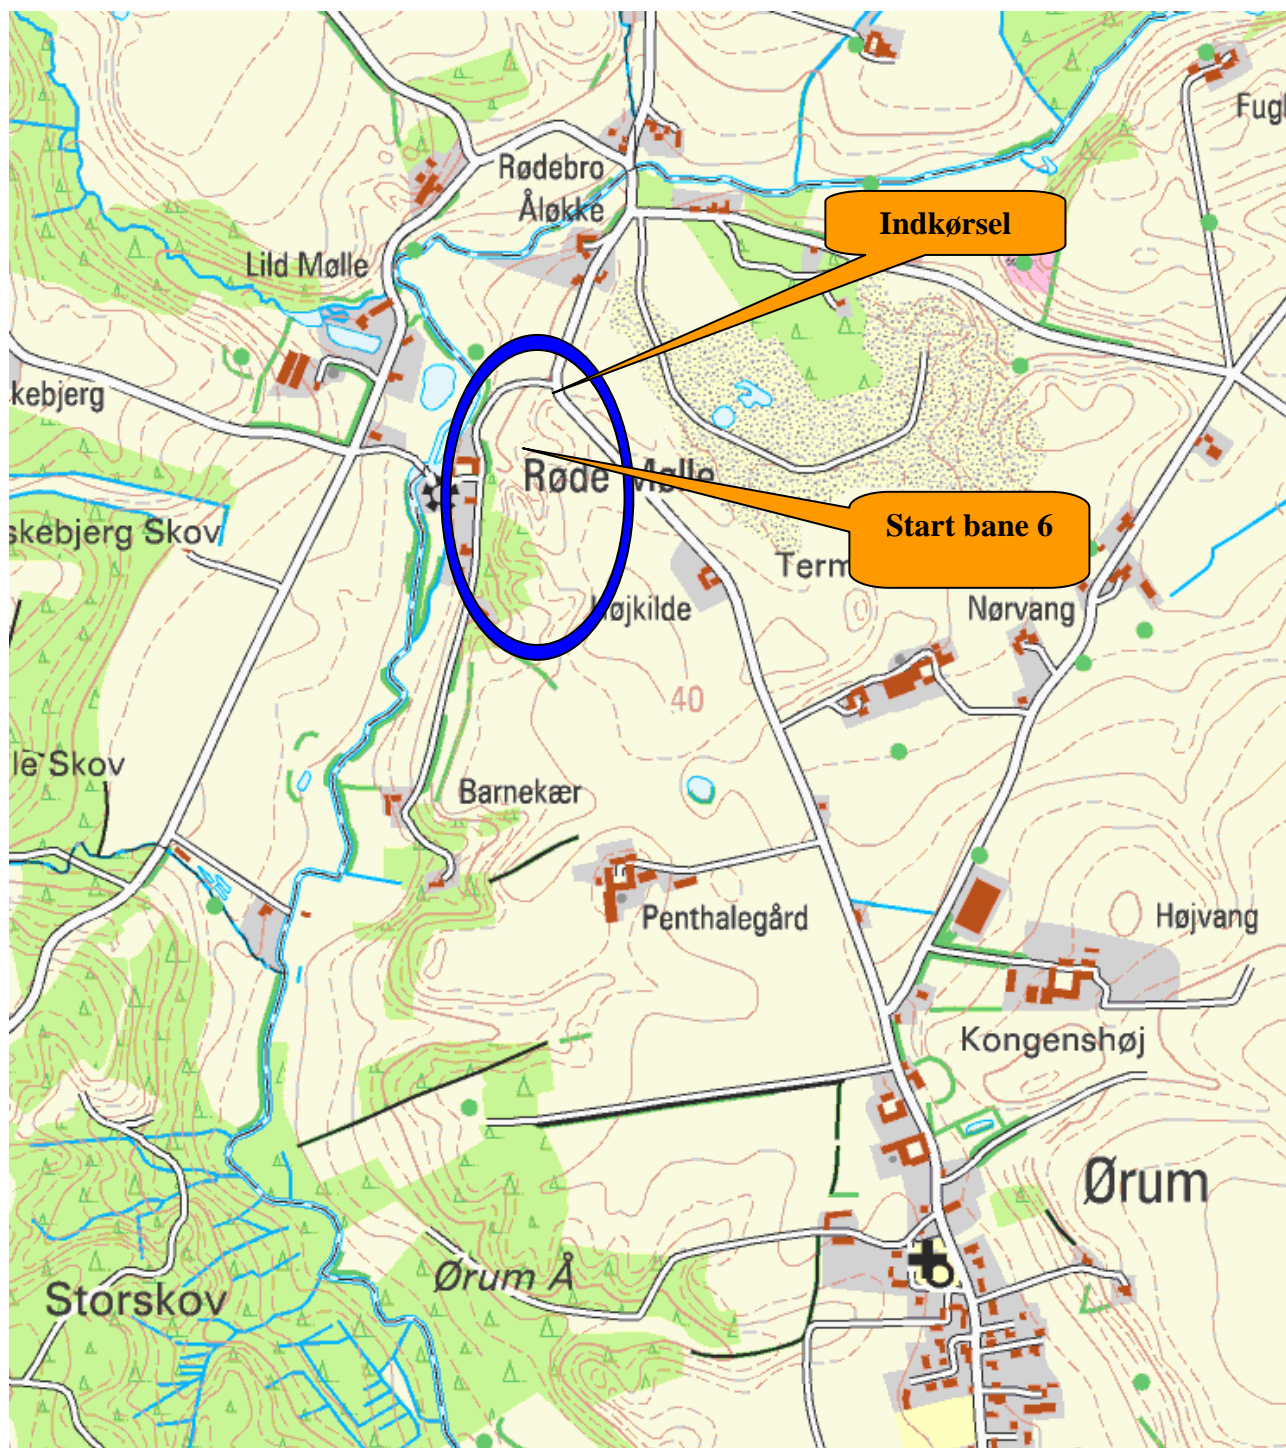 Fugl
Rødebro
Åløkke
Indkørsel
Lild Mølle
kebjerg
Røde Mølle
skebjerg Skov
Start bane 6
Term
Højkilde
Nørvang
40
le Skov
Barnekær
Penthalegård
Højvang
Kongenshøj
Ørum
Ørum Å
Storskov